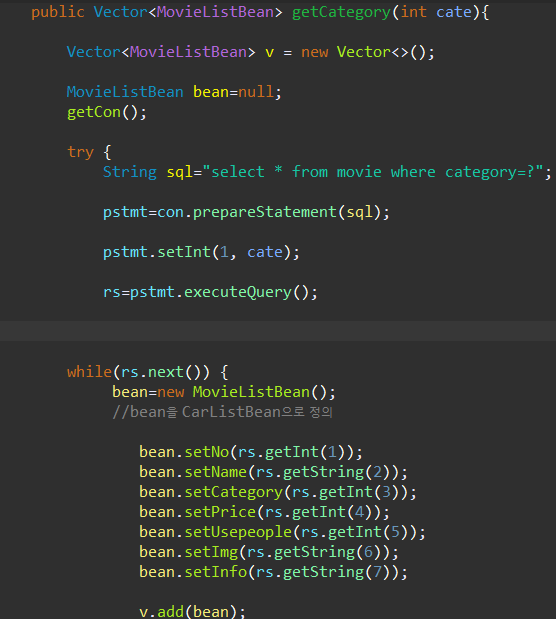 public Vector<MovieListBean> getCategory(int cate){
Vector<MovieListBean> v = new Vector<>();
MovieListBean bean=null;
getCon();
try {
String sql="select * from movie where category=?";
pstmt=con.prepareStatement(sql);
pstmt.setInt(1, cate);
rs=pstmt.executeQuery();
while(rs.next()) {
bean=new MovieListBean();
//bean을 CarListBean으로 정의
bean.setNo(rs.getInt(1));
bean.setName(rs.getString(2));
bean.setCategory(rs.getInt(3));
bean.setPrice(rs.getInt(4));
bean.setUsepeople(rs.getInt(5));
bean.setImg(rs.getString(6));
bean.setInfo(rs.getString(7));
v.add(bean);